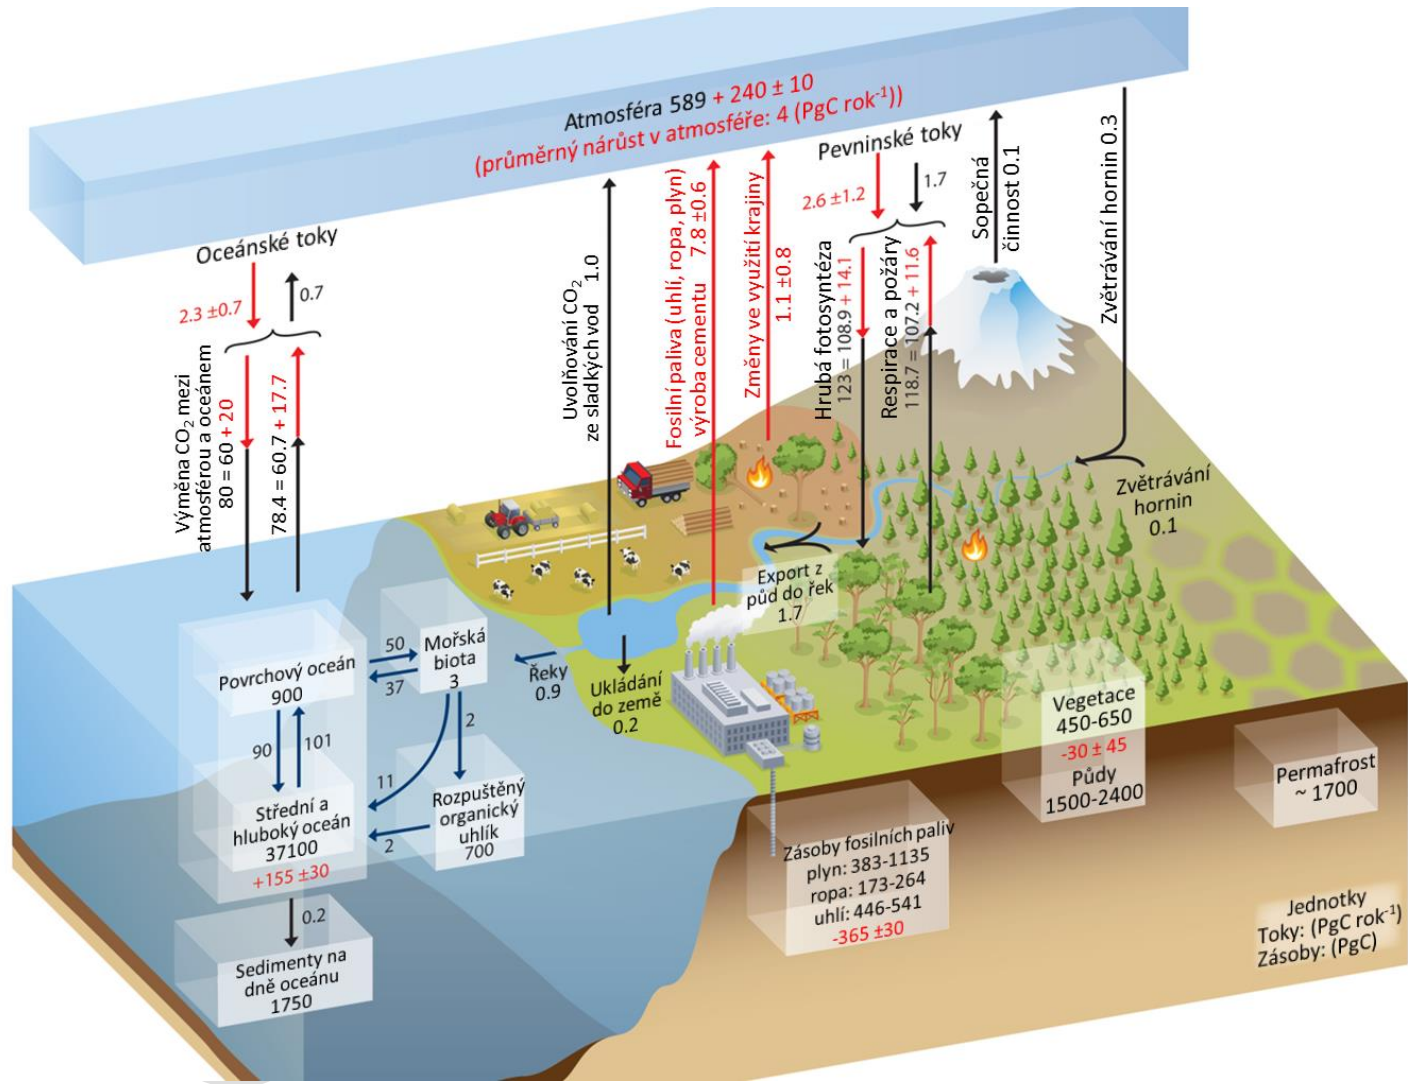 Atmosféra 589 + 240 ± 10
(průměrný nárůst v atmosféře: 4 (PgC rok⁻¹))
Oceánské toky
2.3 ±0.7
0.7
Výměna CO₂ mezi
atmosférou a oceánem
80 = 60 + 20
78.4 = 60.7 + 17.7
Uvolňování CO₂
ze sladkých vod 1.0
Fosilní paliva (uhlí, ropa, plyn)
výroba cementu 7.8 ±0.6
Změny ve využití krajiny
1.1 ±0.8
Pevninské toky
2.6 ±1.2
1.7
Hrubá fotosyntéza
123 = 108.9 + 14.1
Respirace a požáry
118.7 = 107.2 + 11.6
Sopečná
činnost 0.1
Zvětrávání hornin 0.3
Zvětrávání
hornin
0.1
Export z
půd do řek
1.7
Řeky
0.9
Ukládání
do země
0.2
Povrchový oceán
900
50
37
Mořská
biota
3
90
101
11
2
Střední a
hluboký oceán
37100
+155 ±30
2
Rozpuštěný
organický
uhlík
700
0.2
Sedimenty na
dně oceánu
1750
Zásoby fosilních paliv
plyn: 383-1135
ropa: 173-264
uhlí: 446-541
-365 ±30
Vegetace
450-650
-30 ± 45
Půdy
1500-2400
Permafrost
~ 1700
Jednotky
Toky: (PgC rok⁻¹)
Zásoby: (PgC)